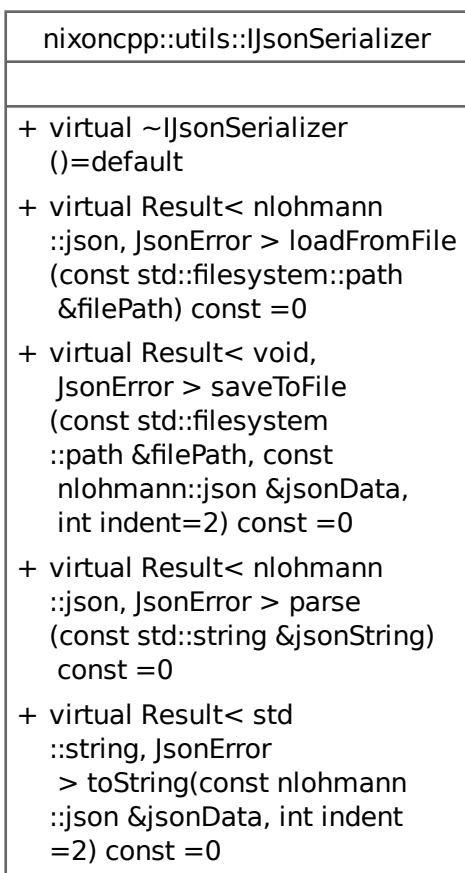 nixoncpp::utils::IJsonSerializer
+ virtual ~IJsonSerializer
()=default
+ virtual Result< nlohmann
::json, JsonError > loadFromFile
(const std::filesystem::path
&filePath) const =0
+ virtual Result< void,
JsonError > saveToFile
(const std::filesystem
::path &filePath, const
nlohmann::json &jsonData,
int indent=2) const =0
+ virtual Result< nlohmann
::json, JsonError > parse
(const std::string &jsonString)
const =0
+ virtual Result< std
::string, JsonError
> toString(const nlohmann
::json &jsonData, int indent
=2) const =0